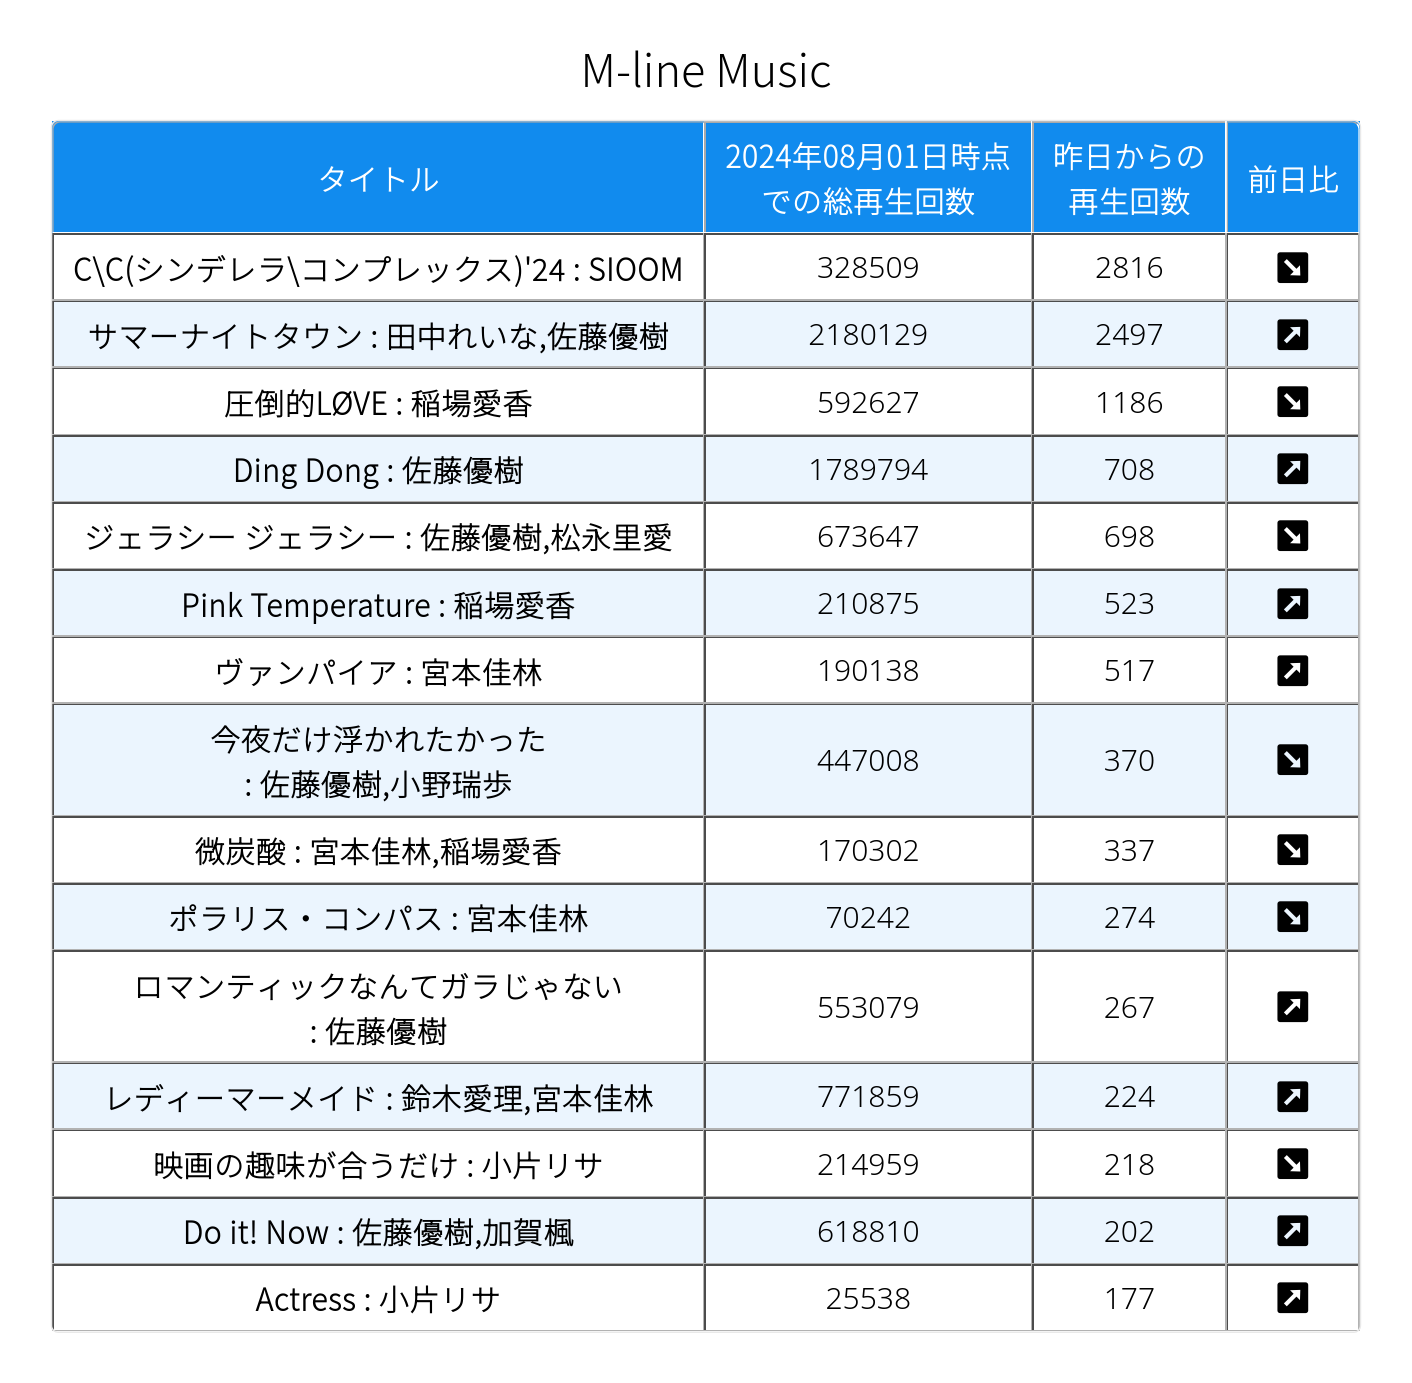 M-line Music
タイトル
2024年08月01日時点
での総再生回数
昨日からの
再生回数
前日比
C\C(シンデレラ\コンプレックス)'24 : SIOOM 328509 2816 ↘
サマーナイトタウン : 田中れいな,佐藤優樹 2180129 2497 ↗
圧倒的LØVE : 稲場愛香 592627 1186 ↘
Ding Dong : 佐藤優樹 1789794 708 ↗
ジェラシー ジェラシー : 佐藤優樹,松永里愛 673647 698 ↘
Pink Temperature : 稲場愛香 210875 523 ↗
ヴァンパイア : 宮本佳林 190138 517 ↗
今夜だけ浮かれたかった
: 佐藤優樹,小野瑞歩 447008 370 ↘
微炭酸 : 宮本佳林,稲場愛香 170302 337 ↘
ポラリス・コンパス : 宮本佳林 70242 274 ↘
ロマンティックなんてガラじゃない
: 佐藤優樹 553079 267 ↗
レディーマーメイド : 鈴木愛理,宮本佳林 771859 224 ↗
映画の趣味が合うだけ : 小片リサ 214959 218 ↘
Do it! Now : 佐藤優樹,加賀楓 618810 202 ↗
Actress : 小片リサ 25538 177 ↗